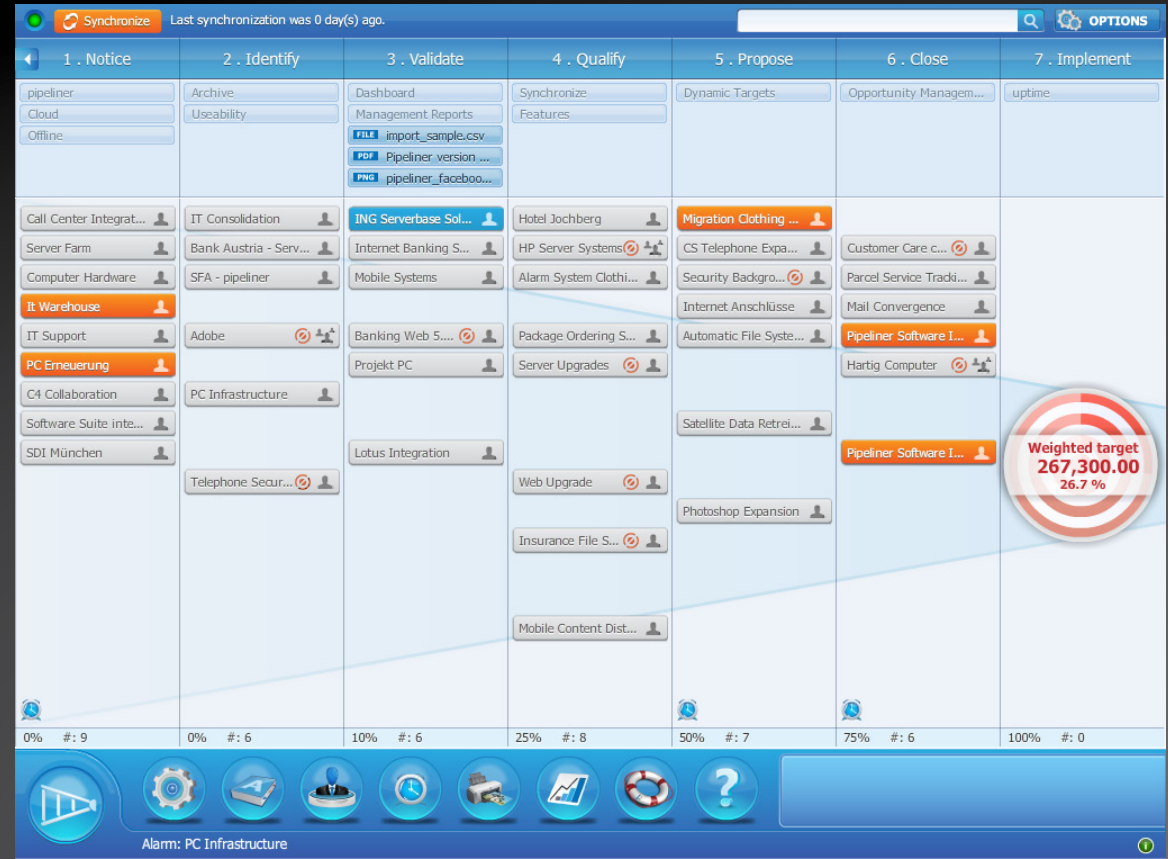 Synchronize Last synchronization was 0 day(s) ago. OPTIONS
1 . Notice 2 . Identify 3 . Validate 4 . Qualify 5 . Propose 6 . Close 7 . Implement
pipeliner Archive Dashboard Synchronize Dynamic Targets Opportunity Managem... uptime
Cloud Useability Management Reports Features
Offline FILE import_sample.csv
PDF Pipeliner version ...
PNG pipeliner_faceboo...
Call Center Integrat... IT Consolidation ING Serverbase Sol... Hotel Jochberg Migration Clothing ...
Server Farm Bank Austria - Serv... Internet Banking S... HP Server Systems CS Telephone Expa... Customer Care c...
Computer Hardware SFA - pipeliner Mobile Systems Alarm System Clothi... Security Backgro... Parcel Service Tracki...
It Warehouse Internet Anschlüsse Mail Convergence
IT Support Adobe Banking Web 5.... Package Ordering S... Automatic File Syste... Pipeliner Software I...
PC Erneuerung Projekt PC Server Upgrades Hartig Computer
C4 Collaboration PC Infrastructure
Software Suite inte... Satellite Data Retrei...
SDI München Lotus Integration Pipeliner Software I...
Weighted target
267,300.00
26.7 %
Telephone Secur... Web Upgrade
Photoshop Expansion
Insurance File S...
Mobile Content Dist...
0% #: 9 0% #: 6 10% #: 6 25% #: 8 50% #: 7 75% #: 6 100% #: 0
A ?
Alarm: PC Infrastructure i